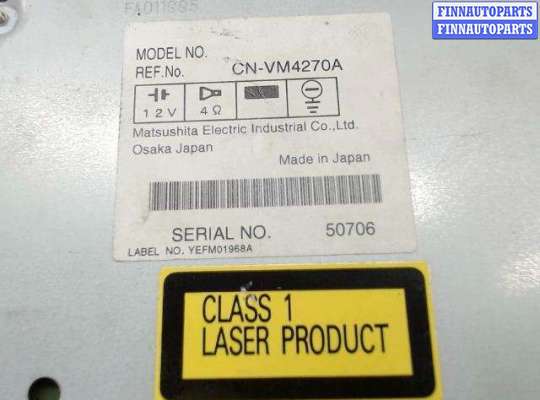 FINNAUTOPARTS
FINNAUTOPARTS
FINNAUTOPARTS
MODEL NO.
REF.No. CN-VM4270A
12V 4Ω
Matsushita Electric Industrial Co.,Ltd.
Osaka Japan
Made in Japan
SERIAL NO. 50706
LABEL NO. YEFM01968A
CLASS 1
LASER PRODUCT